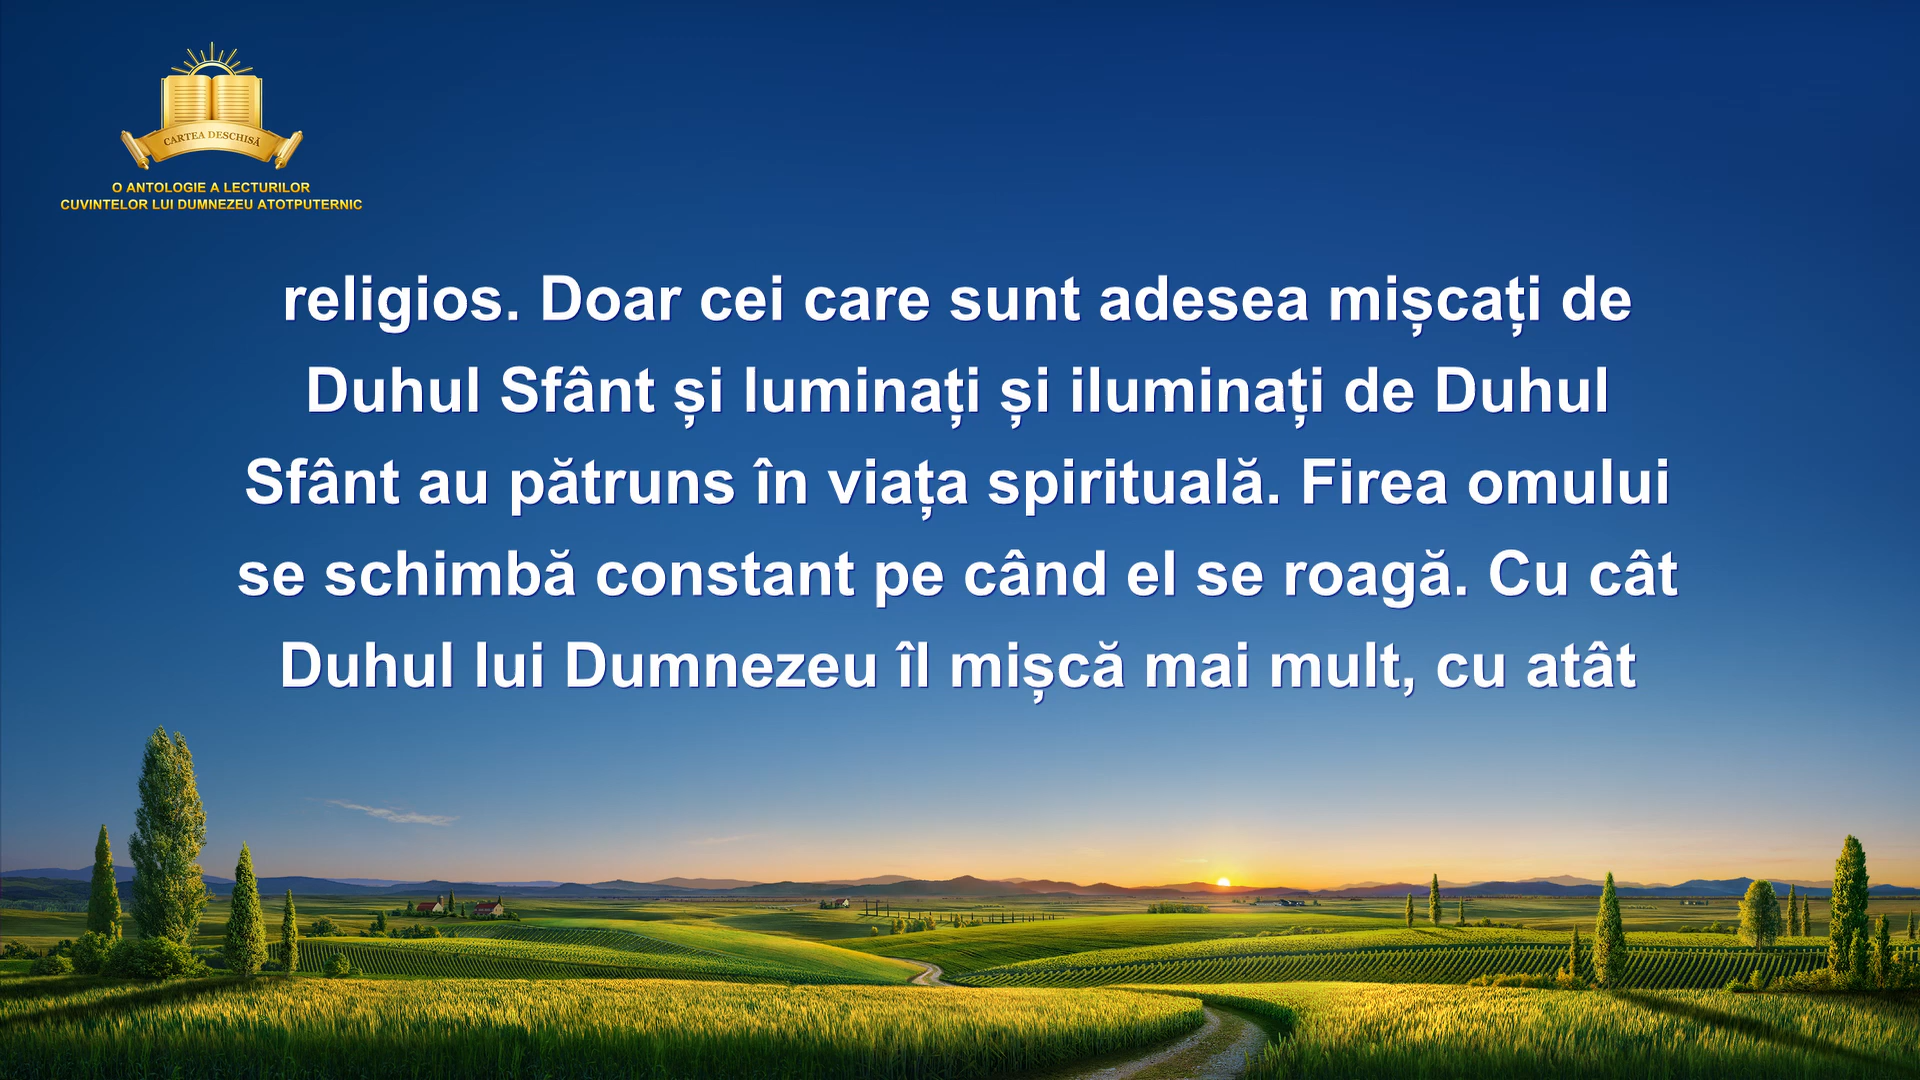 CARTEA DESCHISĂ
O ANTOLOGIE A LECTURILOR
CUVINTELOR LUI DUMNEZEU ATOTPUTERNIC
religios. Doar cei care sunt adesea mișcați de
Duhul Sfânt și luminați și iluminați de Duhul
Sfânt au pătruns în viața spirituală. Firea omului
se schimbă constant pe când el se roagă. Cu cât
Duhul lui Dumnezeu îl mișcă mai mult, cu atât